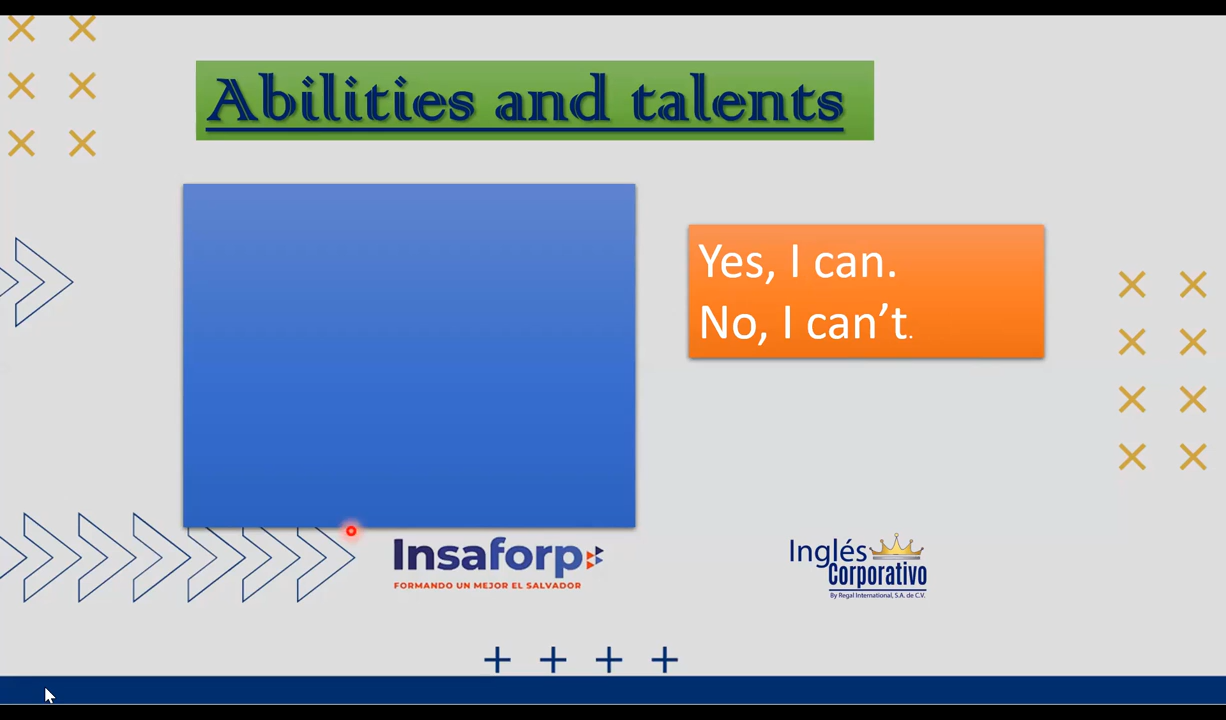 Abilities and talents
Yes, I can.
No, I can’t.
Insaforp
FORMANDO UN MEJOR EL SALVADOR
Inglés
Corporativo
By Regal International, S.A. de C.V.